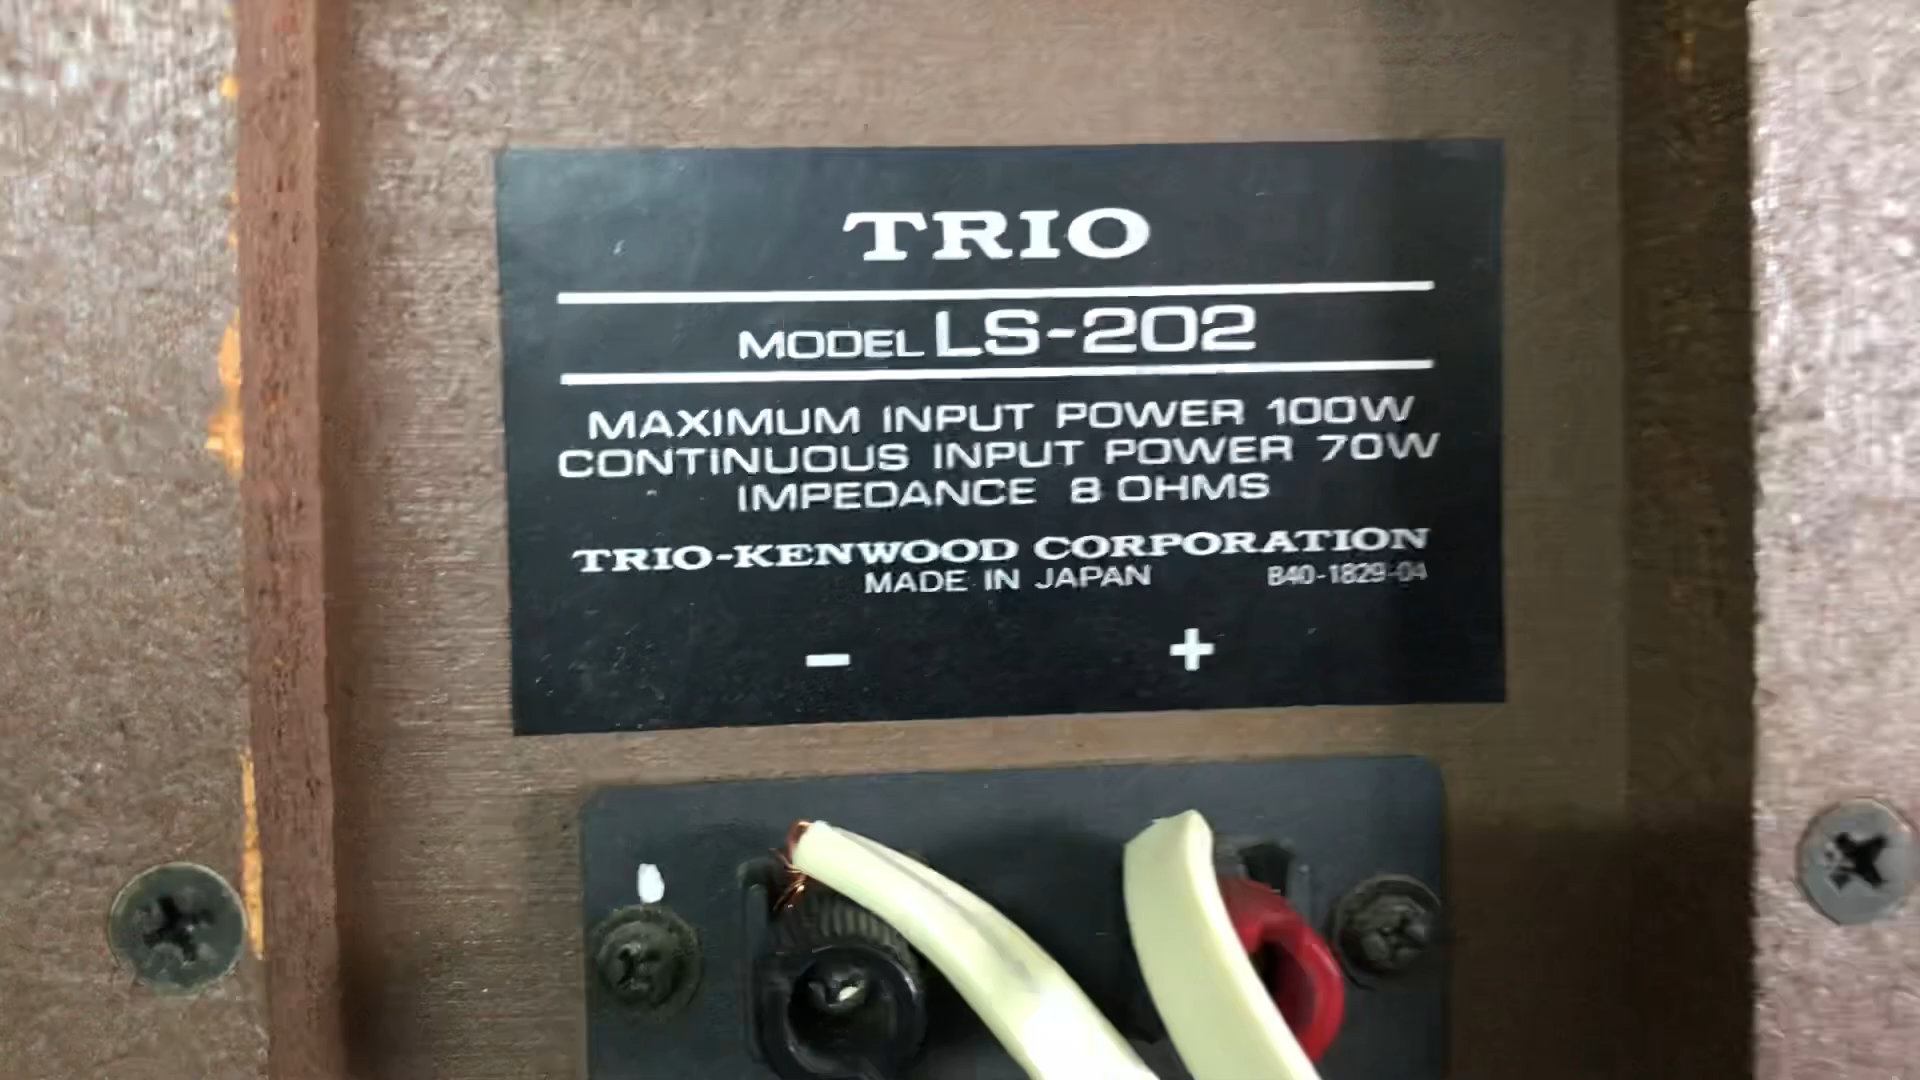 TRIO
MODEL LS-202
MAXIMUM INPUT POWER 100W
CONTINUOUS INPUT POWER 70W
IMPEDANCE 8 OHMS
TRIO-KENWOOD CORPORATION
MADE IN JAPAN B40-1829-04
− +